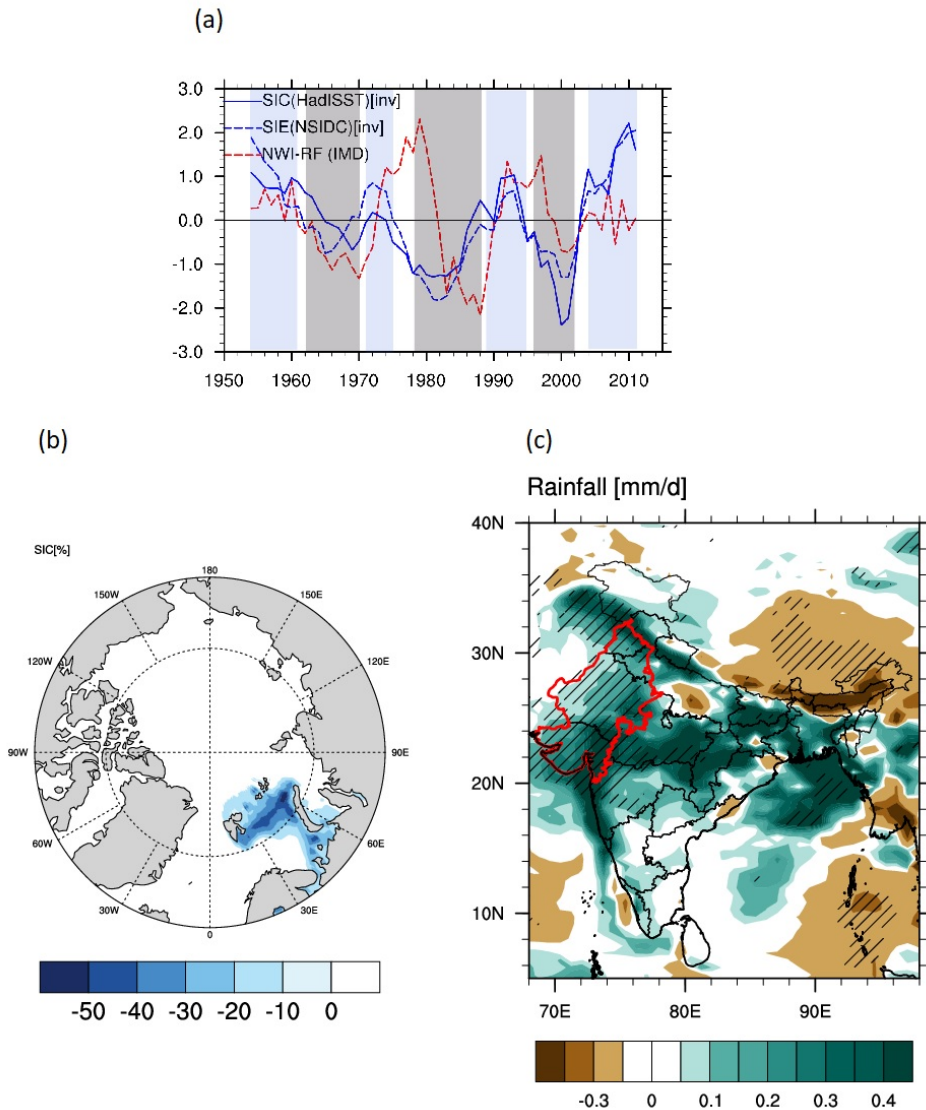 (a)
3.0
SIC(HadISST)[inv]
2.0
SIE(NSIDC)[inv]
NWI-RF (IMD)
1.0
0.0
-1.0
-2.0
-3.0
1950 1960 1970 1980 1990 2000 2010
(b)
SIC[%]
180
150W 150E
120W 120E
90W 90E
60W 60E
30W 30E
0
-50 -40 -30 -20 -10 0
(c)
Rainfall [mm/d]
40N
30N
20N
10N
70E 80E 90E
-0.3 0 0.1 0.2 0.3 0.4